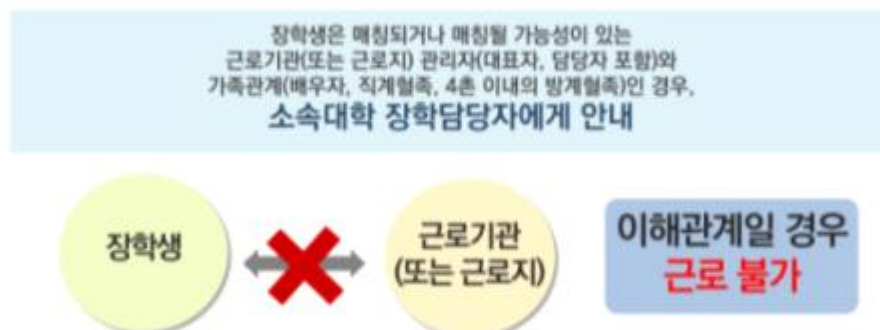 장학생은 매칭되거나 매칭될 가능성이 있는
근로기관(또는 근로지) 관리자(대표자, 담당자 포함)와
가족관계(배우자, 직계혈족, 4촌 이내의 방계혈족)인 경우,
소속대학 장학담당자에게 안내
장학생
근로기관
(또는 근로지)
이해관계일 경우
근로 불가